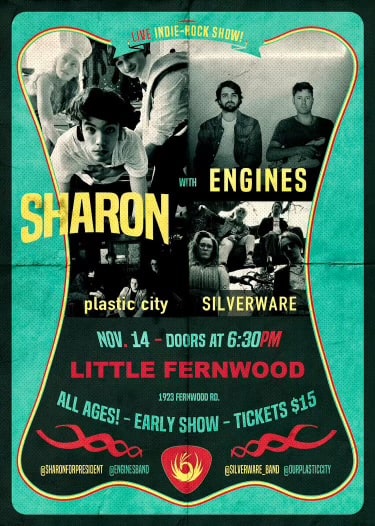 LIVE INDIE-ROCK SHOW!
SHARON
WITH ENGINES
plastic city
SILVERWARE
NOV. 14 – DOORS AT 6:30PM
LITTLE FERNWOOD
1923 FERNWOOD RD.
ALL AGES! – EARLY SHOW – TICKETS $15
@SHARONFORPRESIDENT @ENGINESBAND @SILVERWARE_BAND @OURPLASTICCITY